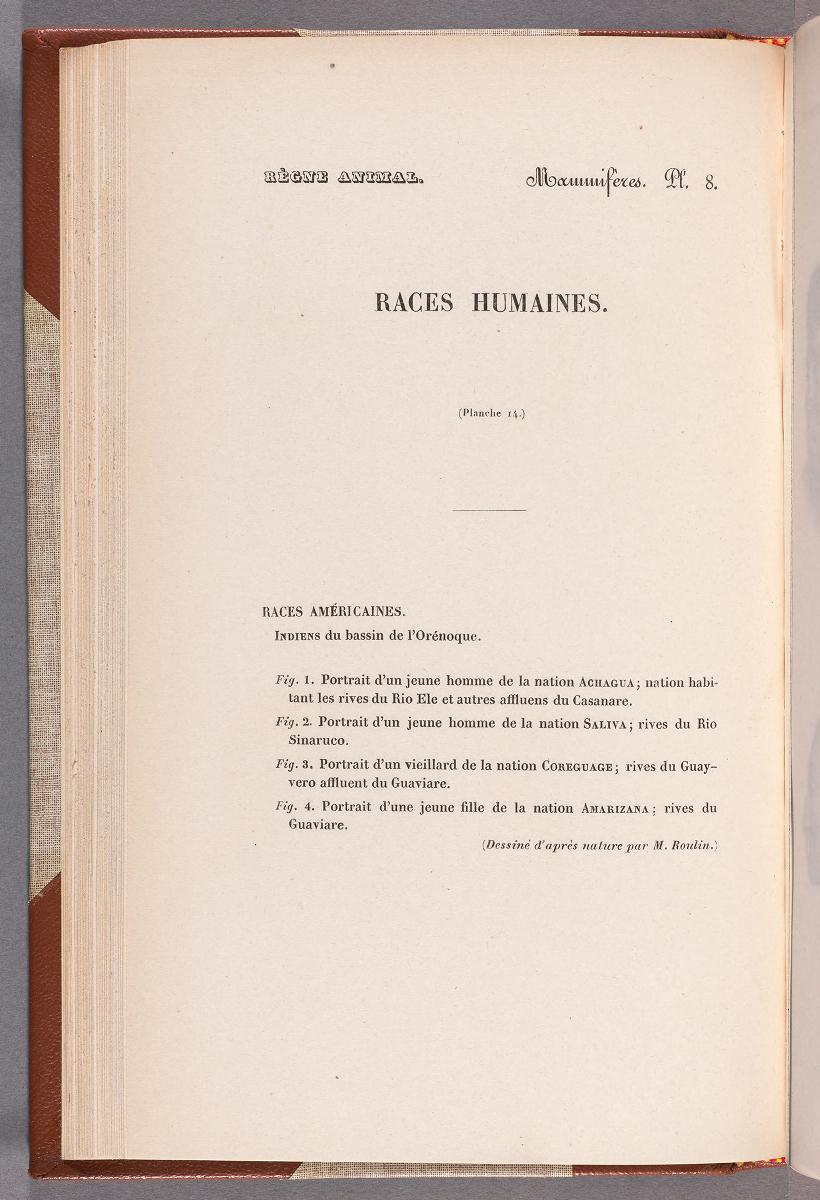 RÈGNE ANIMAL. Mammifères. Pl. 8.
RACES HUMAINES.
(Planche 14.)
RACES AMÉRICAINES.
INDIENS du bassin de l'Orénoque.
Fig. 1. Portrait d'un jeune homme de la nation ACHAGUA; nation habi-
tant les rives du Rio Ele et autres affluens du Casanare.
Fig. 2. Portrait d'un jeune homme de la nation SALIVA; rives du Rio
Sinaruco.
Fig. 3. Portrait d'un vieillard de la nation COREGUAGE; rives du Guay-
vero affluent du Guaviare.
Fig. 4. Portrait d'une jeune fille de la nation AMARIZANA; rives du
Guaviare.
(Dessiné d'après nature par M. Roulin.)